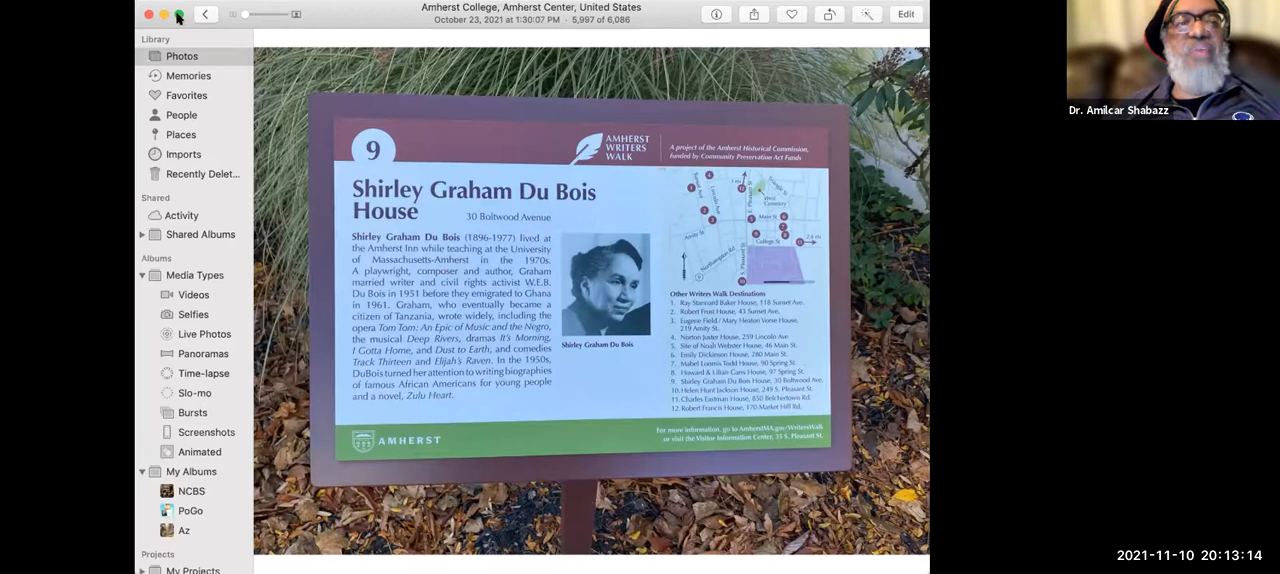 Amherst College, Amherst Center, United States
October 23, 2021 at 1:30:07 PM · 5,997 of 6,086
Edit
Library
Photos
Memories
Favorites
People
Places
Imports
Recently Delet...
Shared
Activity
Shared Albums
Albums
Media Types
Videos
Selfies
Live Photos
Panoramas
Time-lapse
Slo-mo
Bursts
Screenshots
Animated
My Albums
NCBS
PoGo
Az
Projects
My Projects
9
AMHERST
WRITERS
WALK
A project of the Amherst Historical Commission,
funded by Community Preservation Act Funds
Shirley Graham Du Bois
House
30 Boltwood Avenue
Shirley Graham Du Bois (1896-1977) lived at
the Amherst Inn while teaching at the University
of Massachusetts-Amherst in the 1970s.
A playwright, composer and author, Graham
married writer and civil rights activist W.E.B.
Du Bois in 1951 before they emigrated to Ghana
in 1961. Graham, who eventually became a
citizen of Tanzania, wrote widely, including the
opera Tom Tom: An Epic of Music and the Negro,
the musical Deep Rivers, dramas It's Morning,
I Gotta Home, and Dust to Earth, and comedies
Track Thirteen and Elijah's Raven. In the 1950s,
DuBois turned her attention to writing biographies
of famous African Americans for young people
and a novel, Zulu Heart.
Shirley Graham Du Bois
Lincoln Ave
Amity St
Main St
College St
Northampton Rd
S. Pleasant St
Other Writers Walk Destinations
1. Ray Stannard Baker House, 118 Sunset Ave.
2. Robert Frost House, 43 Sunset Ave.
3. Eugene Field / Mary Heaton Vorse House,
219 Amity St.
4. Norton Juster House, 259 Lincoln Ave
5. Site of Noah Webster House, 46 Main St.
6. Emily Dickinson House, 280 Main St.
7. Mabel Loomis Todd House, 90 Spring St.
8. Howard & Lilian Garis House, 97 Spring St.
9. Shirley Graham Du Bois House, 30 Boltwood Ave.
10. Helen Hunt Jackson House, 249 S. Pleasant St.
11. Charles Eastman House, 850 Belchertown Rd.
12. Robert Francis House, 170 Market Hill Rd.
AMHERST
For more information, go to AmherstMA.gov/WritersWalk
or visit the Visitor Information Center, 35 S. Pleasant St.
Dr. Amilcar Shabazz
2021-11-10 20:13:14